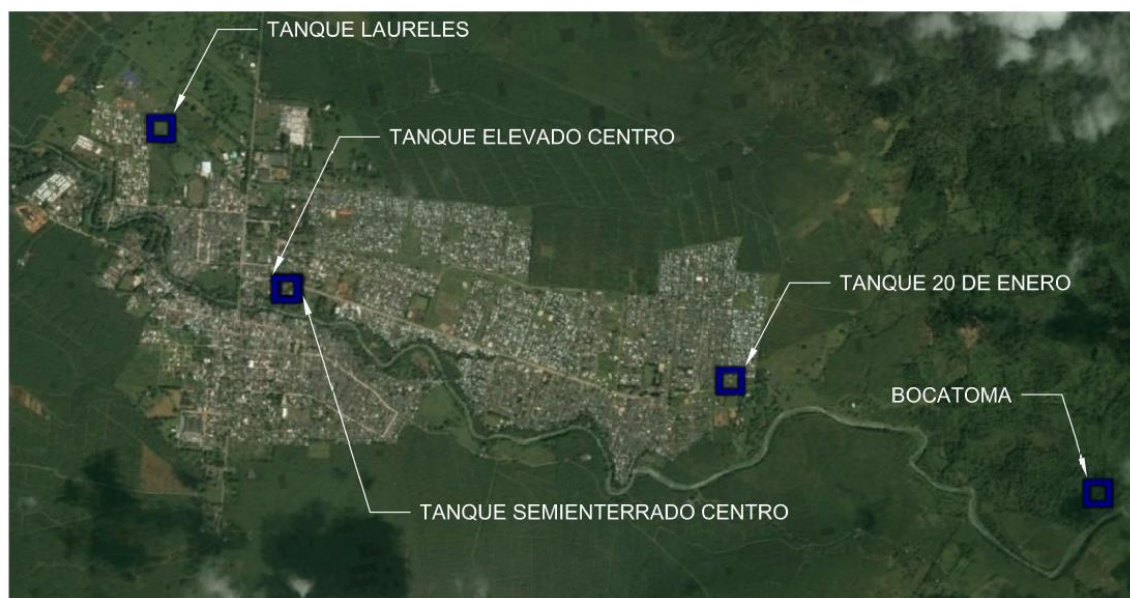 TANQUE LAURELES
TANQUE ELEVADO CENTRO
TANQUE 20 DE ENERO
BOCATOMA
TANQUE SEMIENTERRADO CENTRO